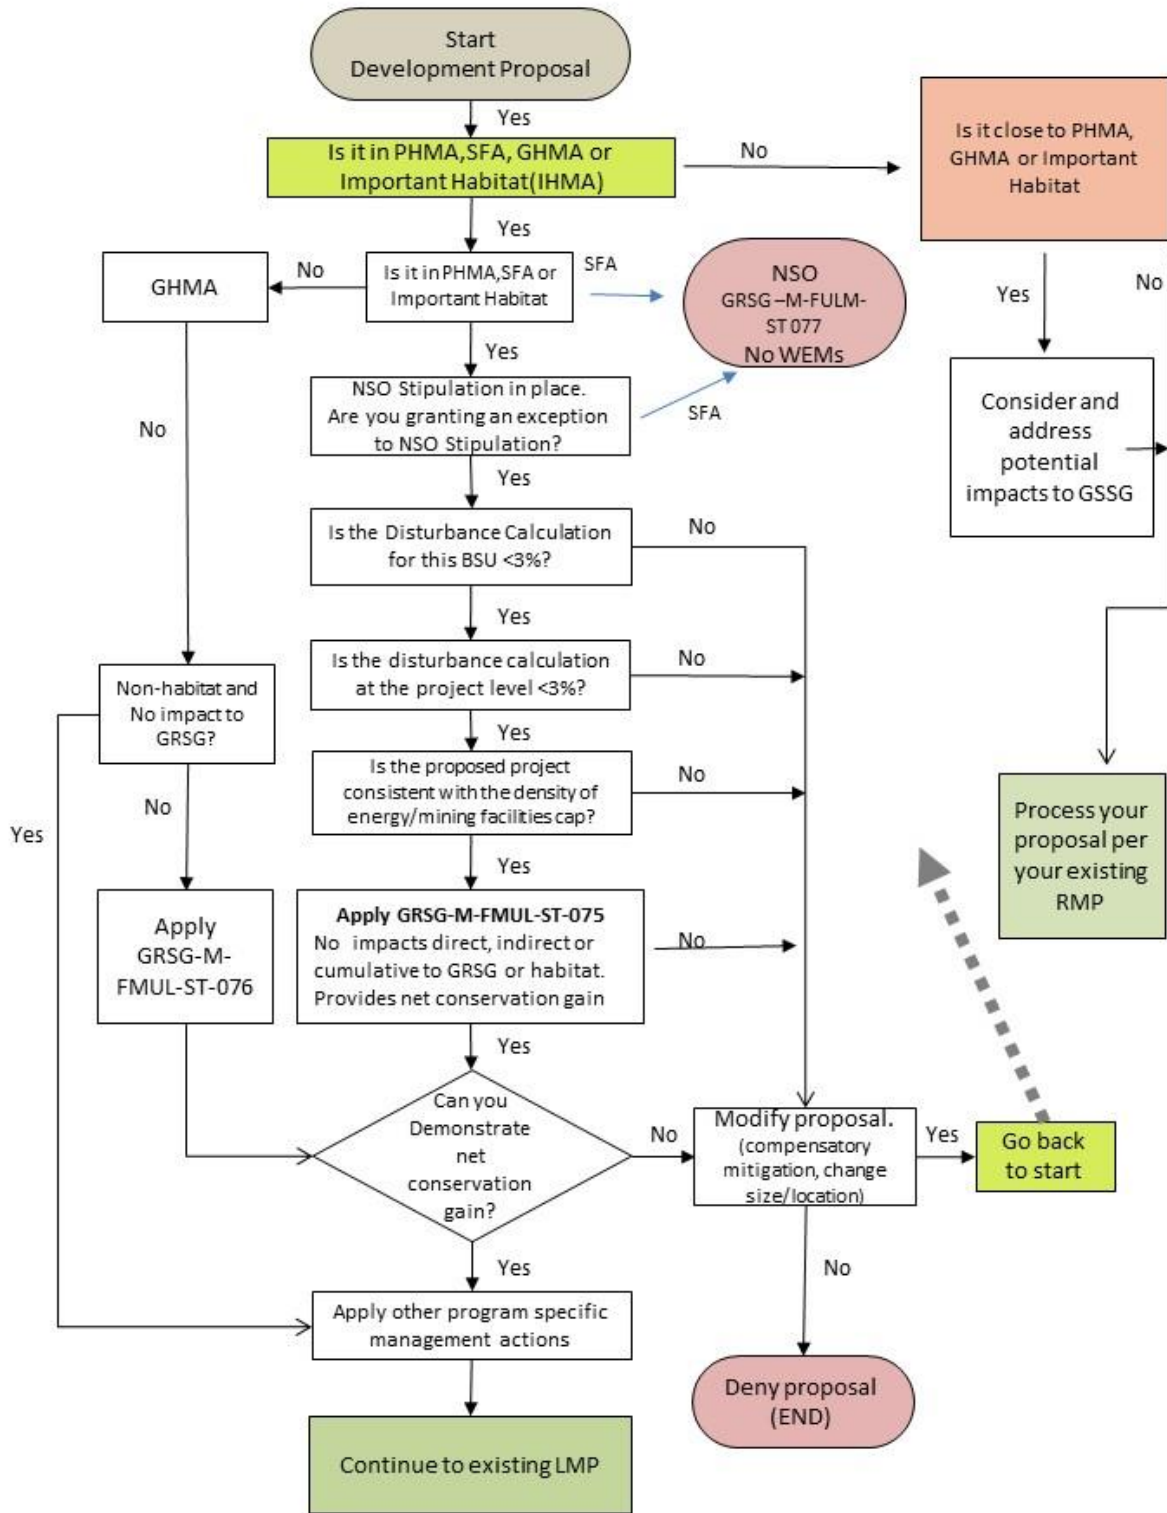 Start
Development Proposal
Yes
Is it in PHMA,SFA, GHMA or
Important Habitat(IHMA)
No
Is it close to PHMA,
GHMA or Important
Habitat
Yes
No
Yes
GHMA
No
Is it in PHMA,SFA or
Important Habitat
SFA
NSO
GRSG–M-FULM-
ST 077
No WEMs
Yes
NSO Stipulation in place.
Are you granting an exception
to NSO Stipulation?
SFA
Consider and
address
potential
impacts to GSSG
No
Yes
Is the Disturbance Calculation
for this BSU <3%?
No
Yes
Is the disturbance calculation
at the project level <3%?
No
Non-habitat and
No impact to
GRSG?
Yes
Is the proposed project
consistent with the density of
energy/mining facilities cap?
No
No
Yes
Process your
proposal per
your existing
RMP
Yes
Apply
GRSG-M-
FMUL-ST-076
Apply GRSG-M-FMUL-ST-075
No impacts direct, indirect or
cumulative to GRSG or habitat.
Provides net conservation gain
No
Yes
Can you
Demonstrate
net
conservation
gain?
No
Modify proposal.
(compensatory
mitigation, change
size/location)
Yes
Go back
to start
Yes
No
Apply other program specific
management actions
Deny proposal
(END)
Continue to existing LMP